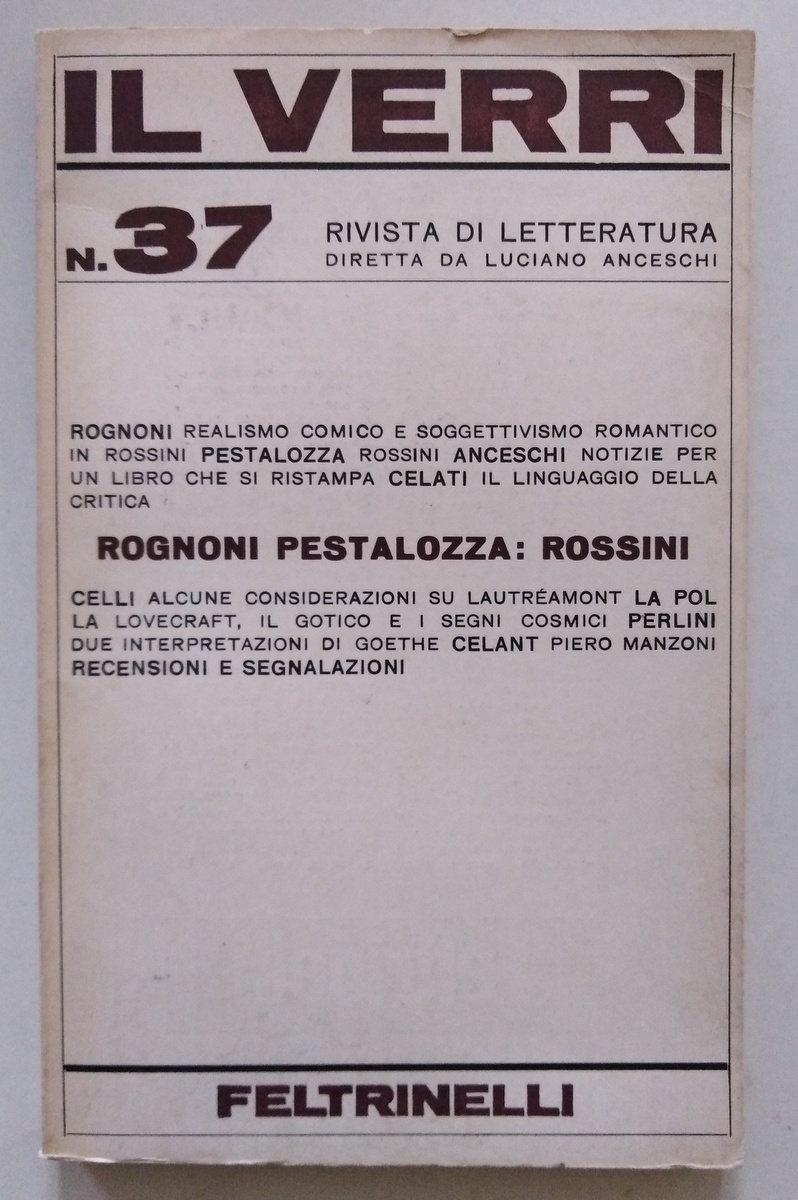 IL VERRI
N. 37
RIVISTA DI LETTERATURA
DIRETTA DA LUCIANO ANCESCHI
ROGNONI REALISMO COMICO E SOGGETTIVISMO ROMANTICO
IN ROSSINI PESTALOZZA ROSSINI ANCESCHI NOTIZIE PER
UN LIBRO CHE SI RISTAMPA CELATI IL LINGUAGGIO DELLA
CRITICA
ROGNONI PESTALOZZA: ROSSINI
CELLI ALCUNE CONSIDERAZIONI SU LAUTRÉAMONT LA POL
LA LOVECRAFT, IL GOTICO E I SEGNI COSMICI PERLINI
DUE INTERPRETAZIONI DI GOETHE CELANT PIERO MANZONI
RECENSIONI E SEGNALAZIONI
FELTRINELLI